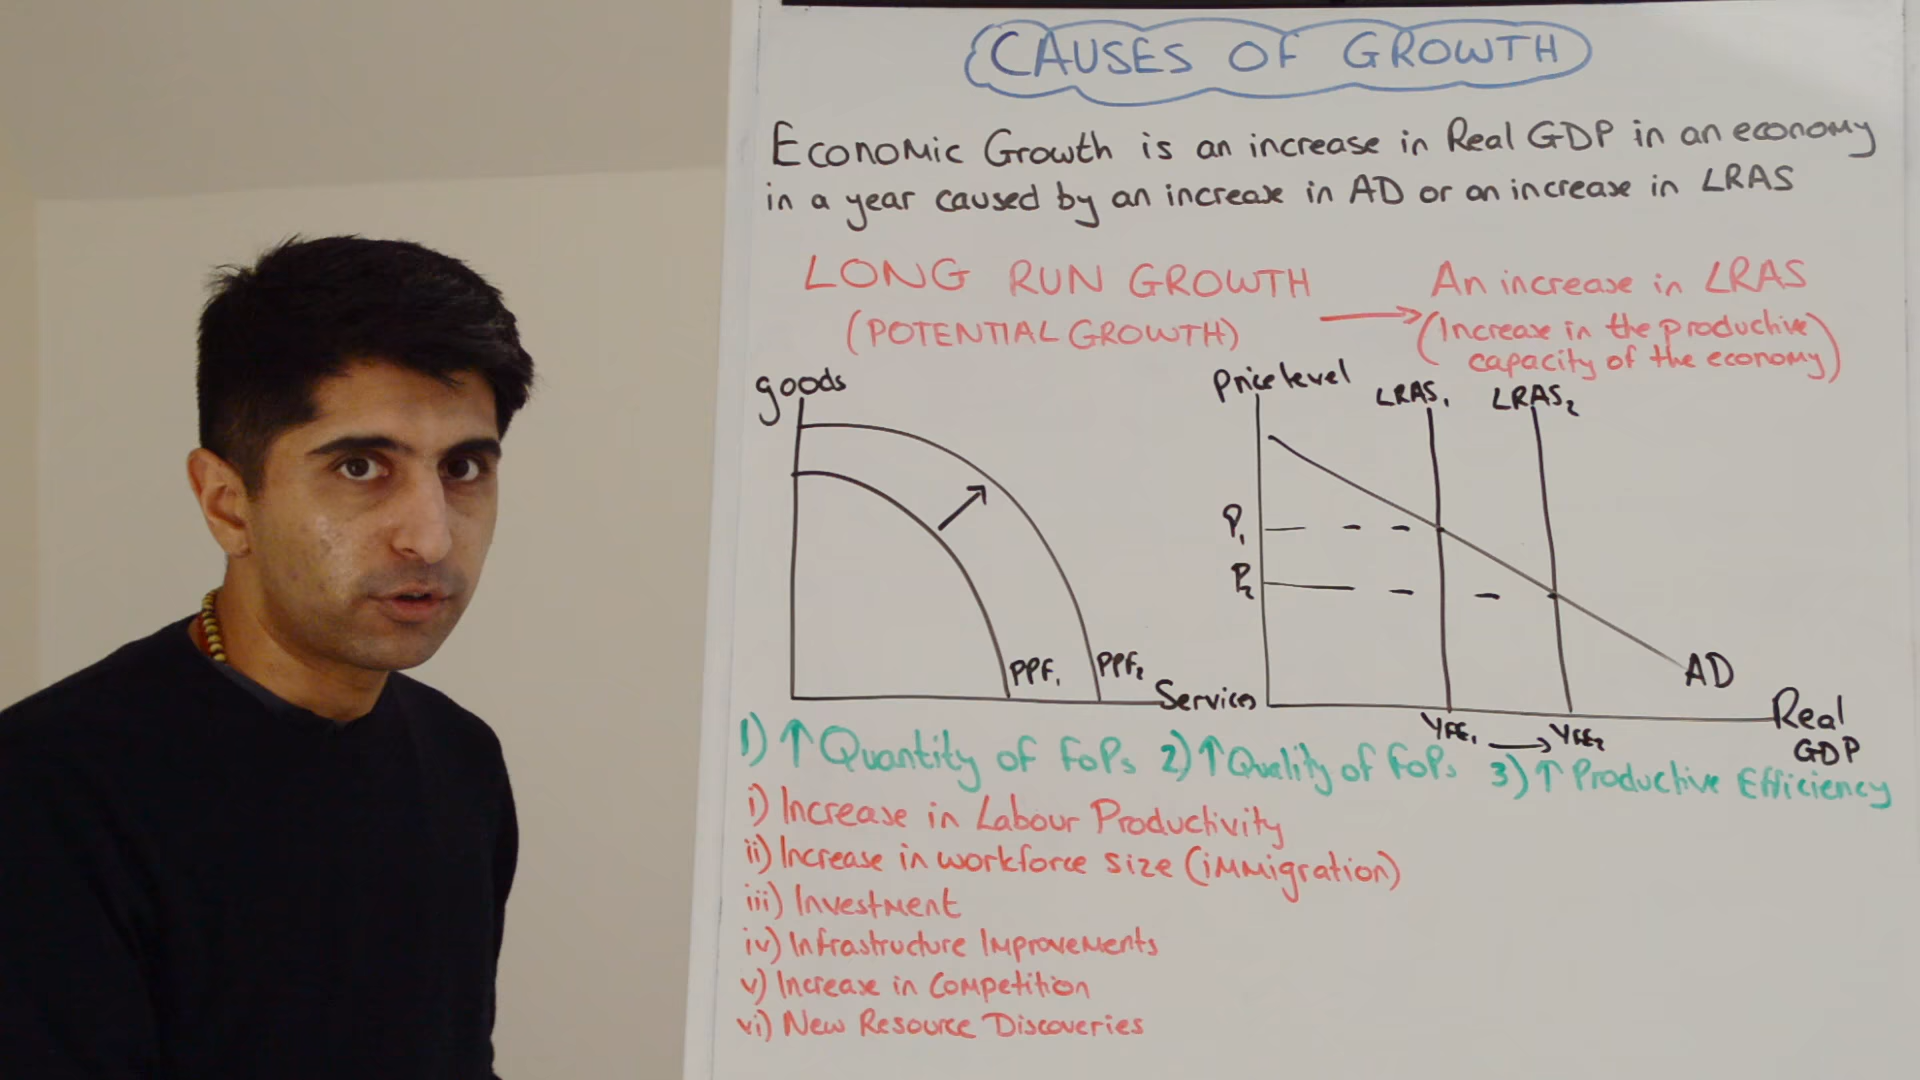 CAUSES OF GROWTH
Economic Growth is an increase in Real GDP in an economy
in a year caused by an increase in AD or an increase in LRAS
LONG RUN GROWTH
(POTENTIAL GROWTH)
An increase in LRAS
(Increase in the productive
capacity of the economy)
goods
PPF₁
PPF₂
Services
Price level
LRAS₁
LRAS₂
P₁
P₂
AD
YFE₁ → YFE₂
Real
GDP
1) ↑ Quantity of FoPs 2) ↑ Quality of FoPs 3) ↑ Productive Efficiency
i) Increase in Labour Productivity
ii) Increase in workforce size (immigration)
iii) Investment
iv) Infrastructure Improvements
v) Increase in Competition
vi) New Resource Discoveries